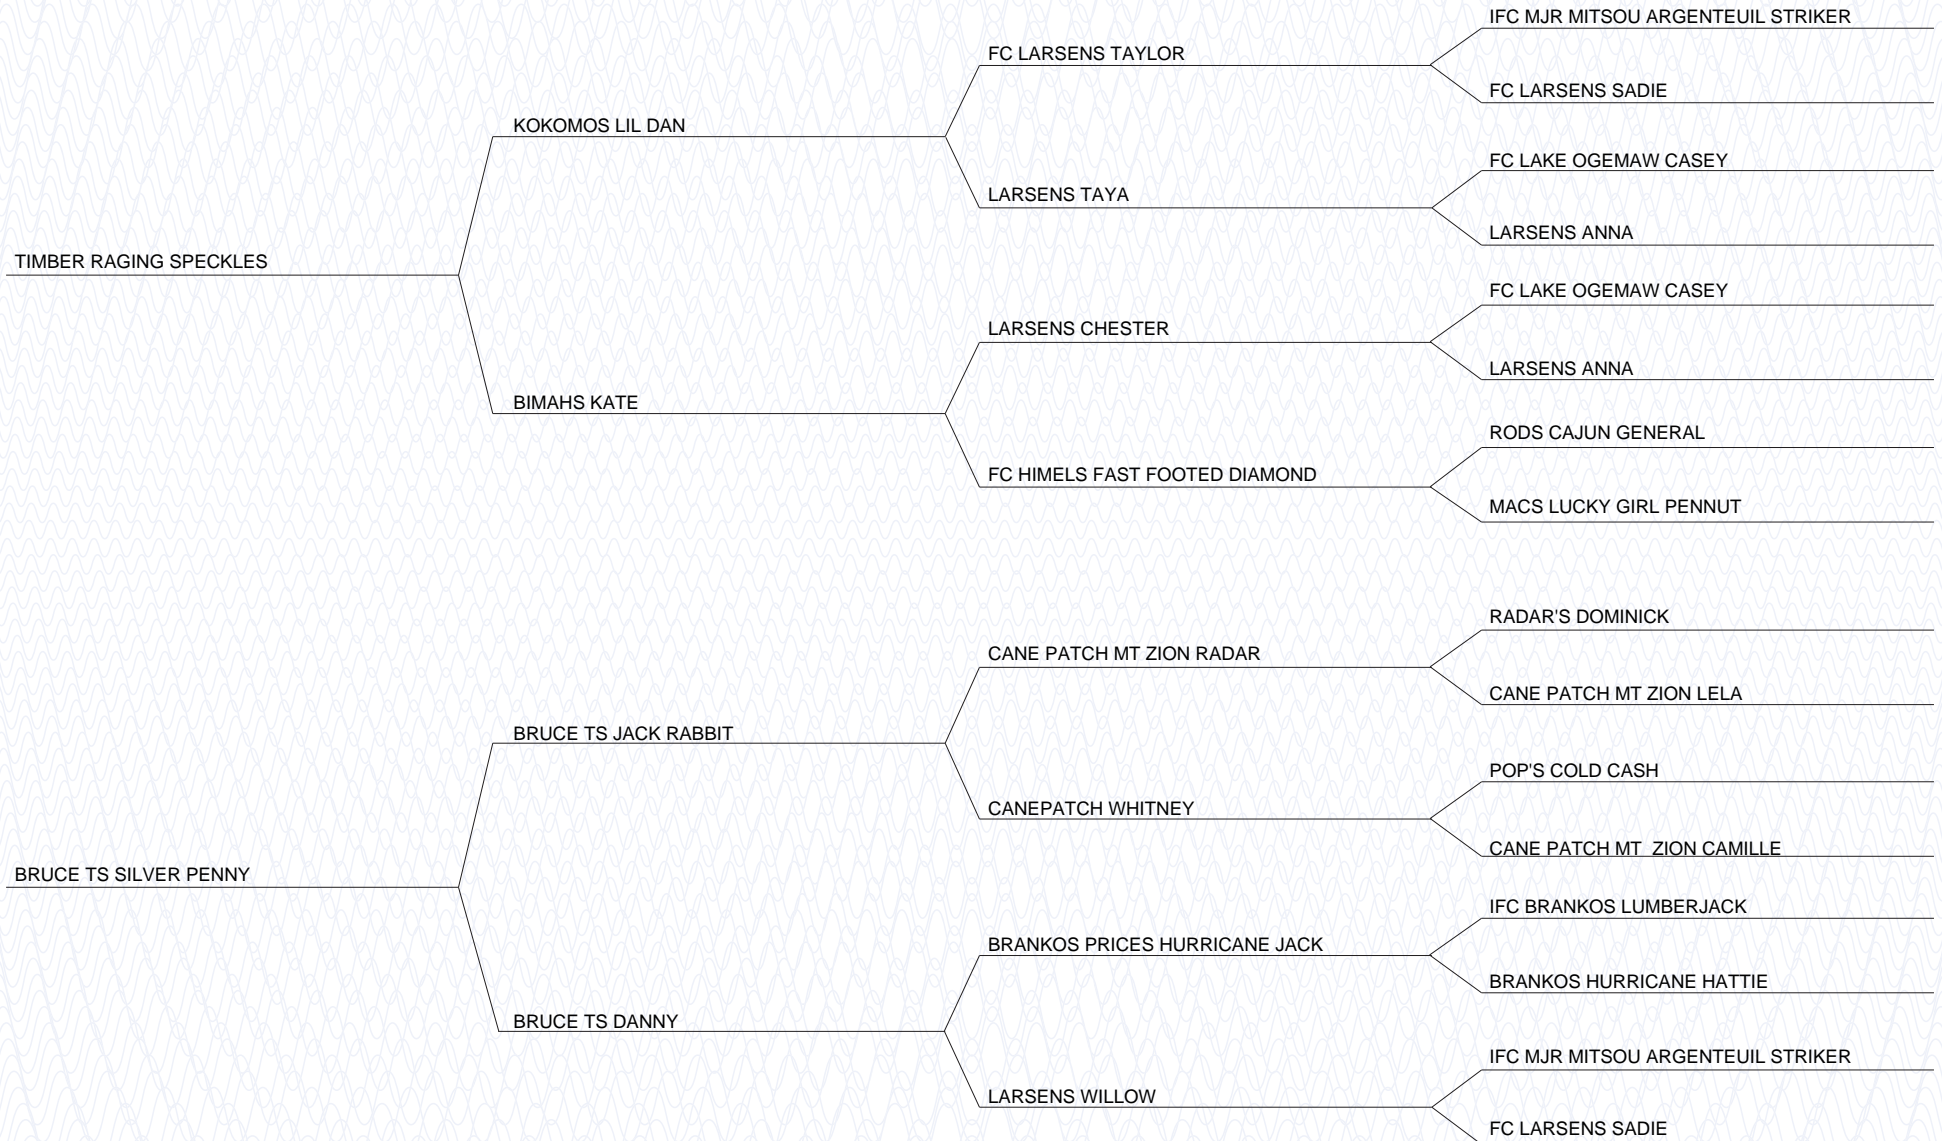 IFC MJR MITSOU ARGENTEUIL STRIKER
FC LARSENS TAYLOR
FC LARSENS SADIE
KOKOMOS LIL DAN
FC LAKE OGEMAW CASEY
LARSENS TAYA
LARSENS ANNA
TIMBER RAGING SPECKLES
FC LAKE OGEMAW CASEY
LARSENS CHESTER
LARSENS ANNA
BIMAHS KATE
RODS CAJUN GENERAL
FC HIMELS FAST FOOTED DIAMOND
MACS LUCKY GIRL PENNUT
RADAR'S DOMINICK
CANE PATCH MT ZION RADAR
CANE PATCH MT ZION LELA
BRUCE TS JACK RABBIT
POP'S COLD CASH
CANEPATCH WHITNEY
CANE PATCH MT  ZION CAMILLE
BRUCE TS SILVER PENNY
IFC BRANKOS LUMBERJACK
BRANKOS PRICES HURRICANE JACK
BRANKOS HURRICANE HATTIE
BRUCE TS DANNY
IFC MJR MITSOU ARGENTEUIL STRIKER
LARSENS WILLOW
FC LARSENS SADIE